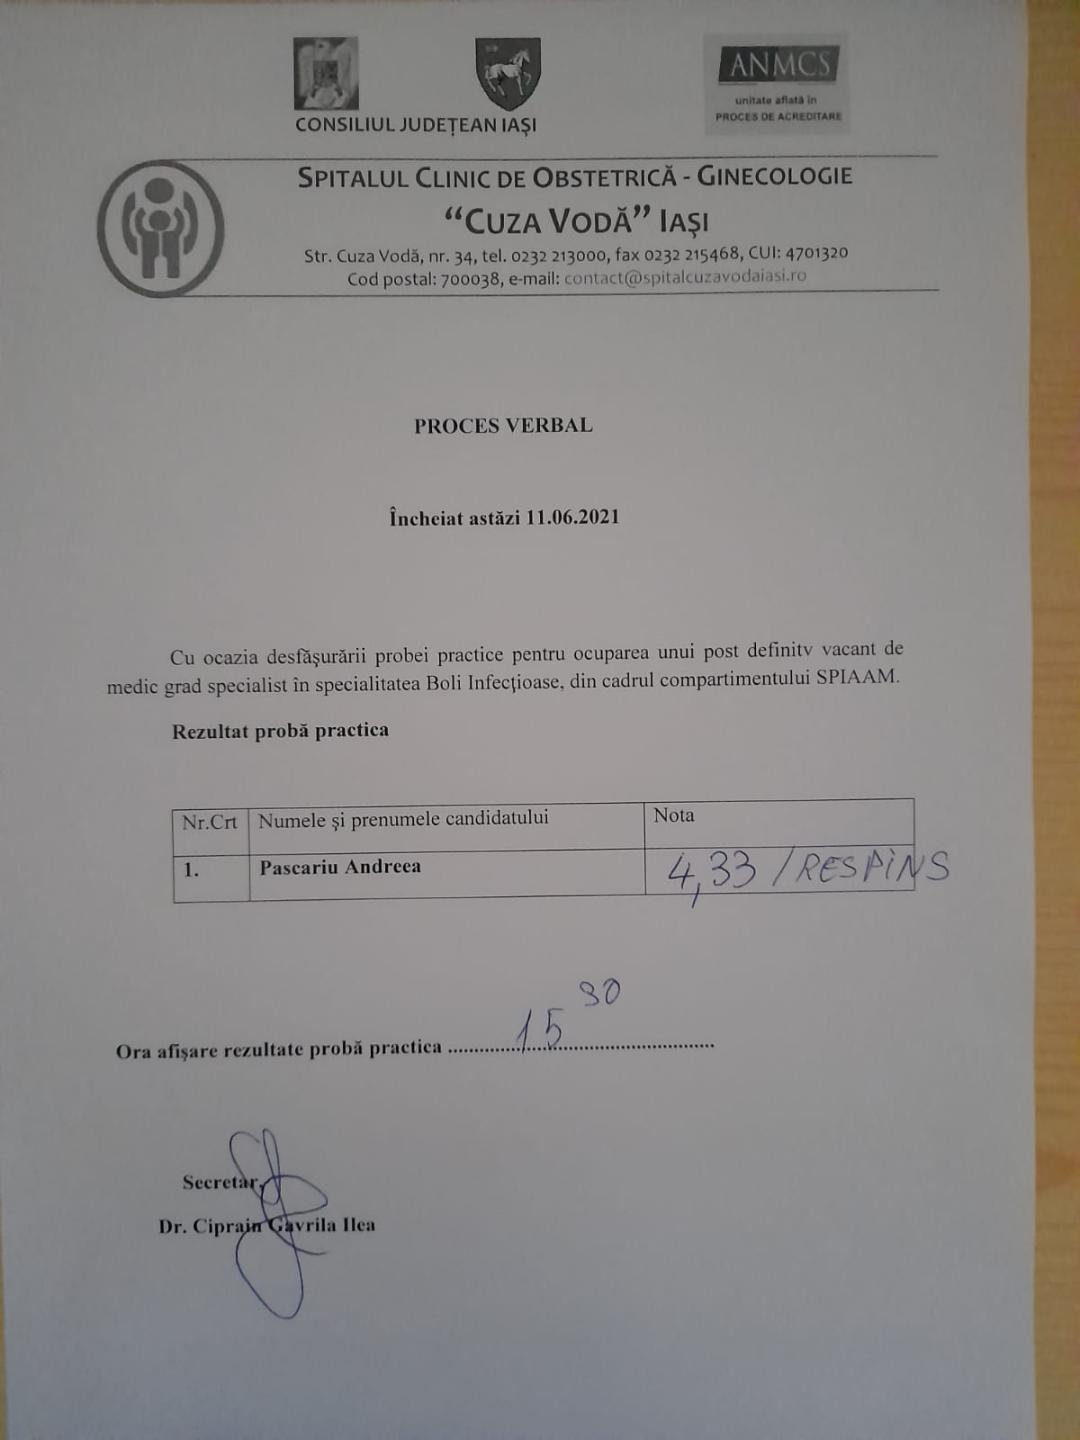 CONSILIUL JUDEȚEAN IAȘI
ANMCS
unitate aflată în
PROCES DE ACREDITARE
SPITALUL CLINIC DE OBSTETRICĂ - GINECOLOGIE
“CUZA VODĂ” IAŞI
Str. Cuza Vodă, nr. 34, tel. 0232 213000, fax 0232 215468, CUI: 4701320
Cod postal: 700038, e-mail: contact@spitalcuzavodaiasi.ro
PROCES VERBAL
Încheiat astăzi 11.06.2021
Cu ocazia desfăşurării probei practice pentru ocuparea unui post definitv vacant de
medic grad specialist în specialitatea Boli Infecţioase, din cadrul compartimentului SPIAAM.
Rezultat probă practica
Nr.Crt Numele şi prenumele candidatului Nota
1. Pascariu Andreea 4,33 / RESPINS
Ora afişare rezultate probă practica ........15 30........
Secretar,
Dr. Ciprain Gavrila Ilea